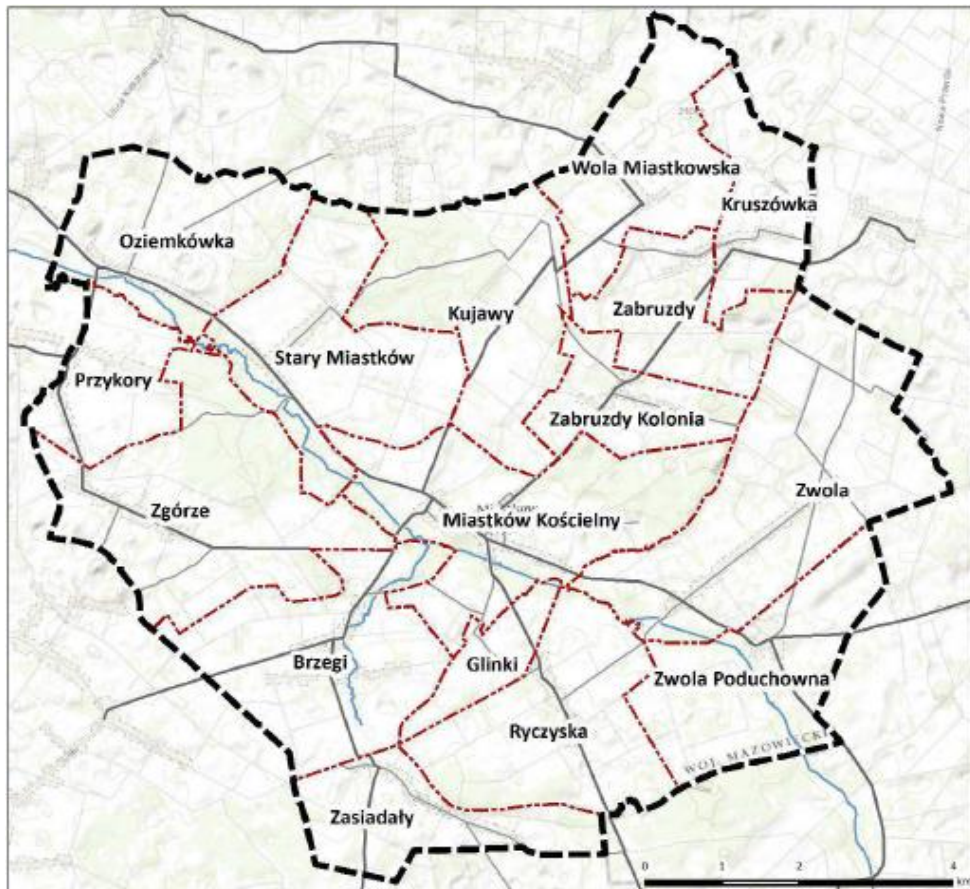 Wola Miastkowska
Kruszówka
Oziemkówka
Kujawy
Zabruzdy
Stary Miastków
Przykory
Zabruzdy Kolonia
Zwola
Zgórze
Miastków Kościelny
Brzegi
Glinki
Zwola Poduchowna
Ryczyska
WOJ. MAZOWIECKI
Zasiadały
0 1 2 4
km